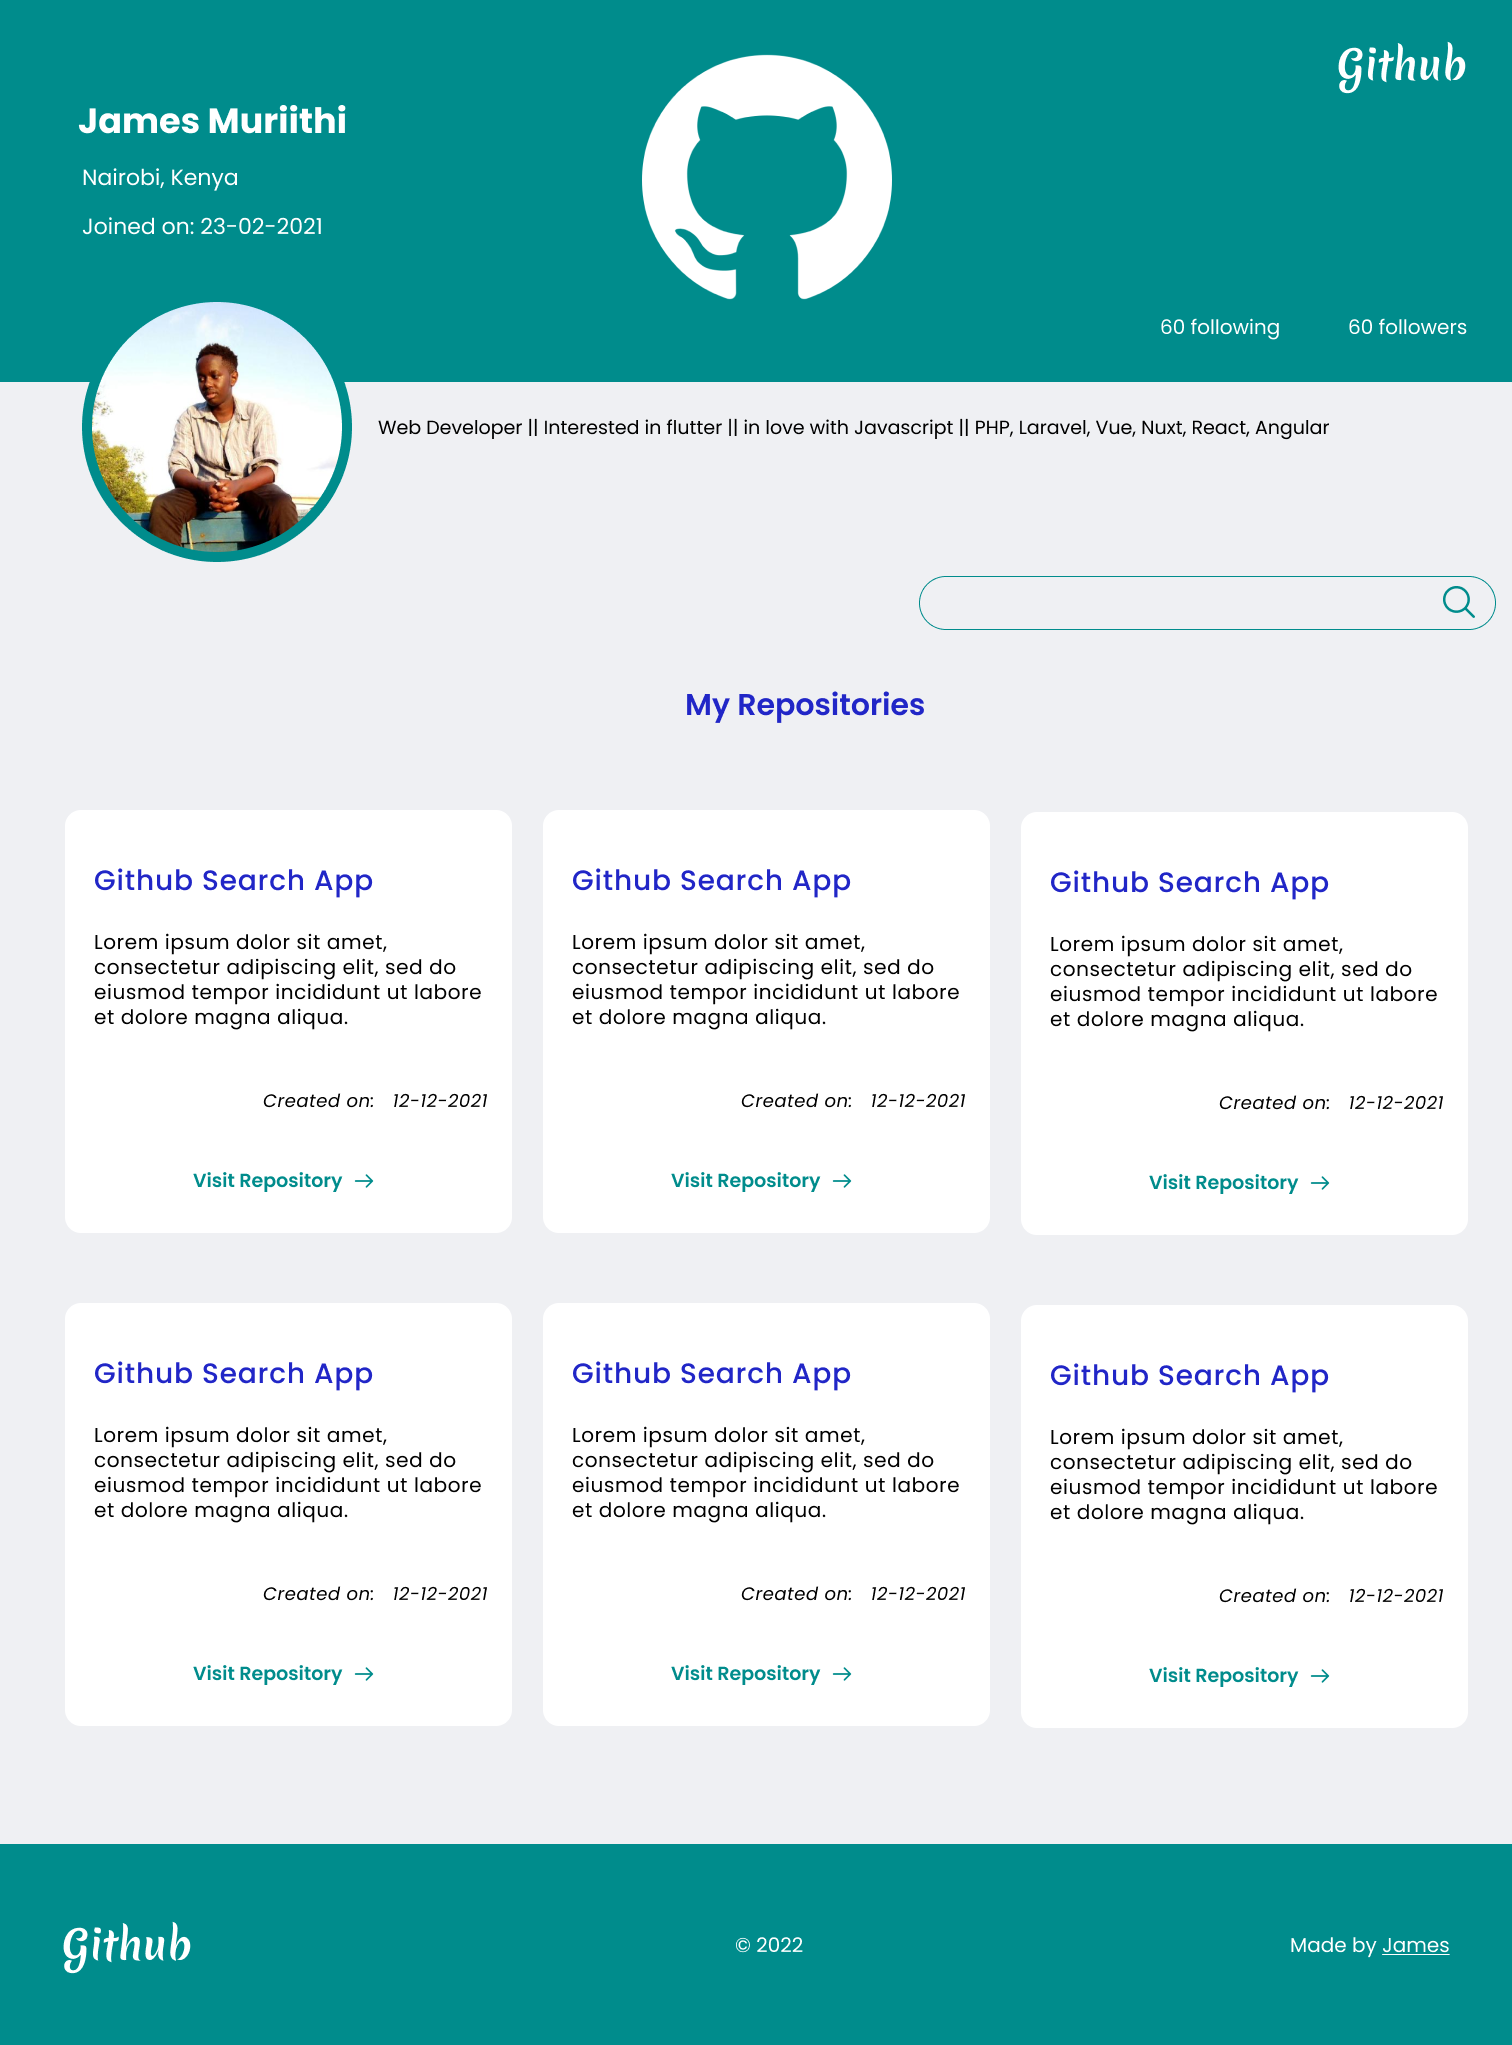 Github
James Muriithi
Nairobi, Kenya
Joined on: 23-02-2021
60 following
60 followers
Web Developer || Interested in flutter || in love with Javascript || PHP, Laravel, Vue, Nuxt, React, Angular
My Repositories
Github Search App
Lorem ipsum dolor sit amet,
consectetur adipiscing elit, sed do
eiusmod tempor incididunt ut labore
et dolore magna aliqua.
Created on: 12-12-2021
Visit Repository →
Github Search App
Lorem ipsum dolor sit amet,
consectetur adipiscing elit, sed do
eiusmod tempor incididunt ut labore
et dolore magna aliqua.
Created on: 12-12-2021
Visit Repository →
Github Search App
Lorem ipsum dolor sit amet,
consectetur adipiscing elit, sed do
eiusmod tempor incididunt ut labore
et dolore magna aliqua.
Created on: 12-12-2021
Visit Repository →
Github Search App
Lorem ipsum dolor sit amet,
consectetur adipiscing elit, sed do
eiusmod tempor incididunt ut labore
et dolore magna aliqua.
Created on: 12-12-2021
Visit Repository →
Github Search App
Lorem ipsum dolor sit amet,
consectetur adipiscing elit, sed do
eiusmod tempor incididunt ut labore
et dolore magna aliqua.
Created on: 12-12-2021
Visit Repository →
Github Search App
Lorem ipsum dolor sit amet,
consectetur adipiscing elit, sed do
eiusmod tempor incididunt ut labore
et dolore magna aliqua.
Created on: 12-12-2021
Visit Repository →
Github
© 2022
Made by James